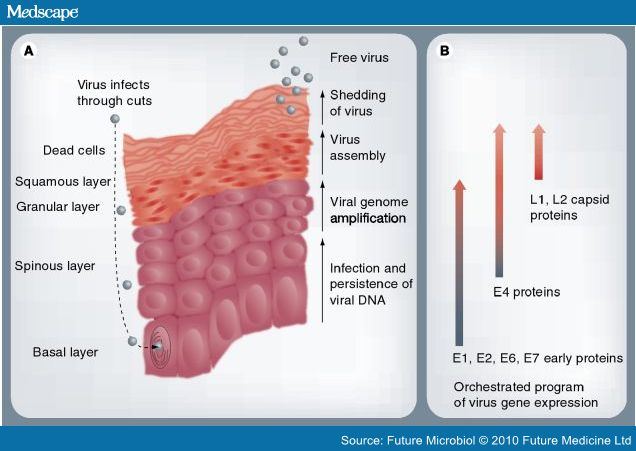 Medscape
A
Free virus
Virus infects
through cuts
Shedding
of virus
Dead cells
Virus
assembly
Squamous layer
Granular layer
Viral genome
amplification
Spinous layer
Infection and
persistence of
viral DNA
Basal layer
B
L1, L2 capsid
proteins
E4 proteins
E1, E2, E6, E7 early proteins
Orchestrated program
of virus gene expression
Source: Future Microbiol © 2010 Future Medicine Ltd